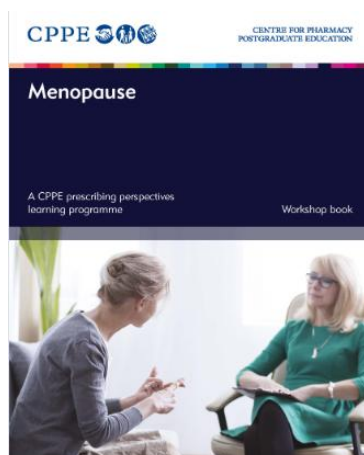 CPPE
CENTRE FOR PHARMACY
POSTGRADUATE EDUCATION
Menopause
A CPPE prescribing perspectives
learning programme
Workshop book